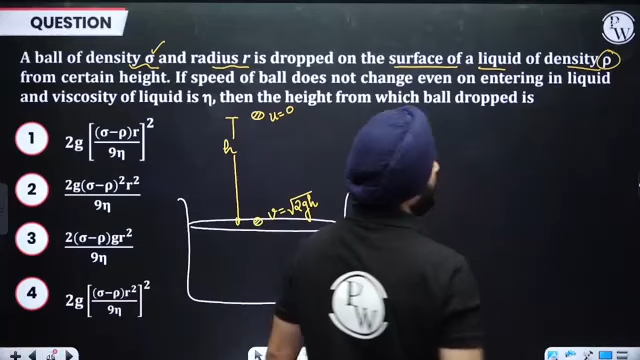 QUESTION
A ball of density σ and radius r is dropped on the surface of a liquid of density ρ
from certain height. If speed of ball does not change even on entering in liquid
and viscosity of liquid is η, then the height from which ball dropped is
1 2g[(σ−ρ)r/9η]²
2 2g(σ−ρ)²r²/9η
3 2(σ−ρ)gr²/9η
4 2g[(σ−ρ)r²/9η]²
u=0
h
v=√2gh
PW
PW